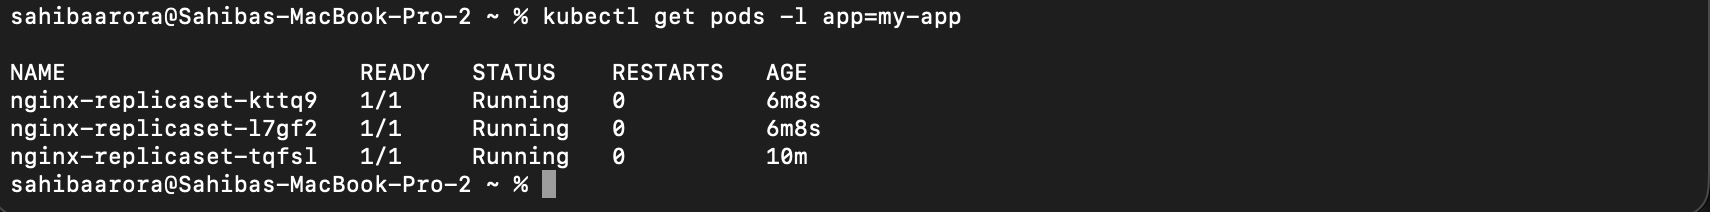 sahibaarora@Sahibas-MacBook-Pro-2 ~ % kubectl get pods -l app=my-app
NAME READY STATUS RESTARTS AGE
nginx-replicaset-kttq9 1/1 Running 0 6m8s
nginx-replicaset-l7gf2 1/1 Running 0 6m8s
nginx-replicaset-tqfsl 1/1 Running 0 10m
sahibaarora@Sahibas-MacBook-Pro-2 ~ %